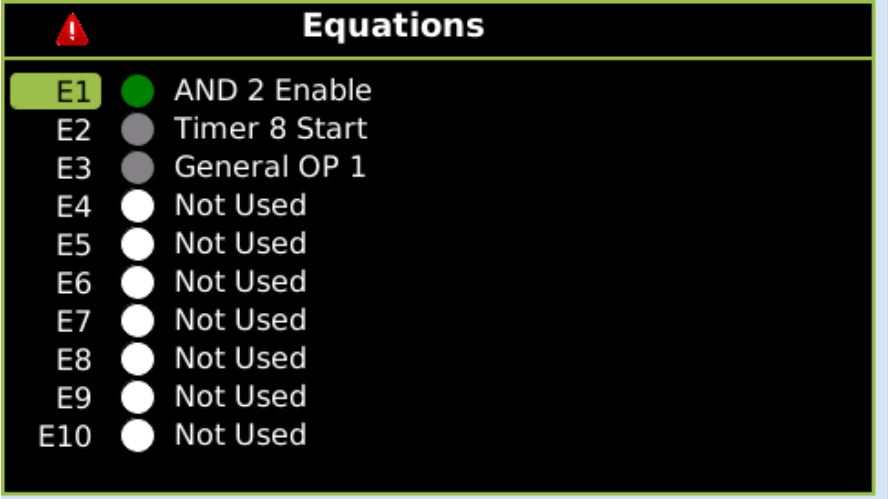 Equations
E1 AND 2 Enable
E2 Timer 8 Start
E3 General OP 1
E4 Not Used
E5 Not Used
E6 Not Used
E7 Not Used
E8 Not Used
E9 Not Used
E10 Not Used